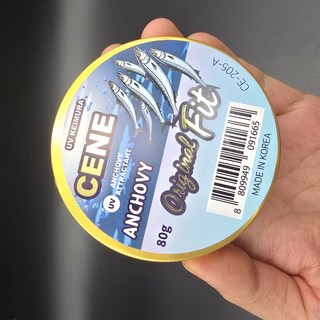 UV KEIMURA
CENE
UV ANCHOVY
ATTRACTANT
ANCHOVY
80g
Original Fit
CE-205-A
8 809949 091665
MADE IN KOREA